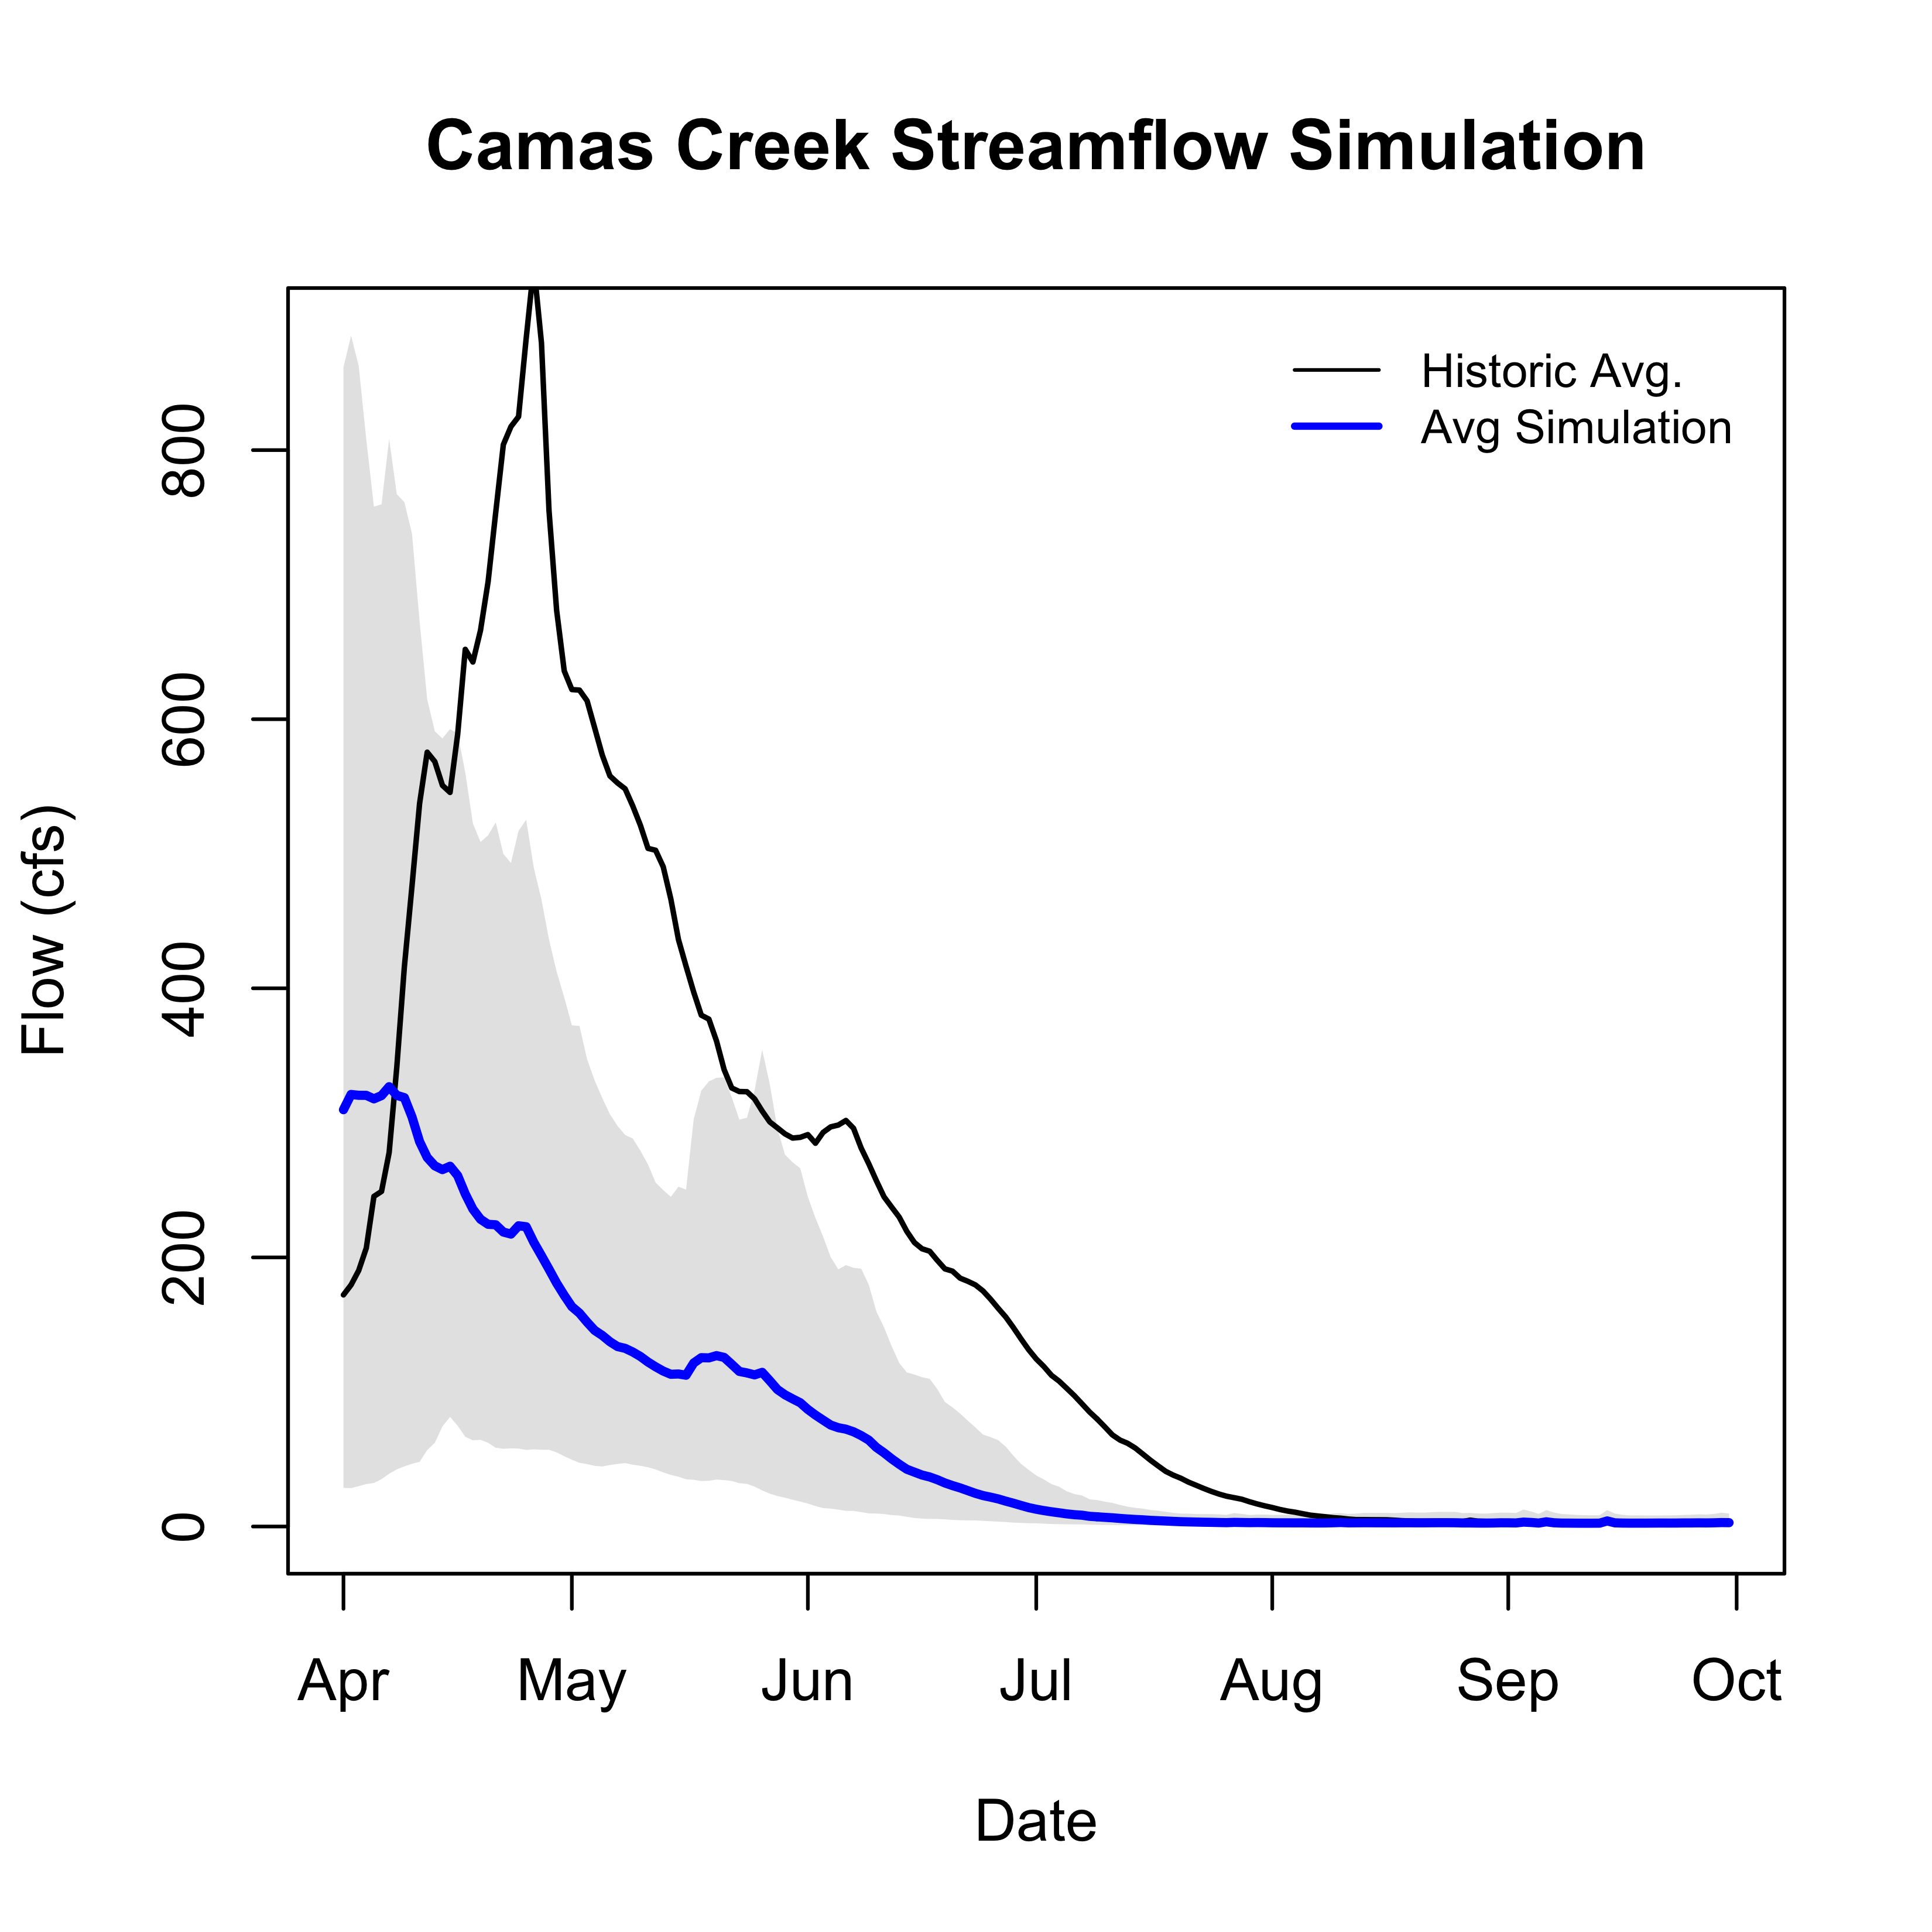 Camas Creek Streamflow Simulation
Historic Avg.
Avg Simulation
Flow (cfs)
800
600
400
200
0
Apr May Jun Jul Aug Sep Oct
Date